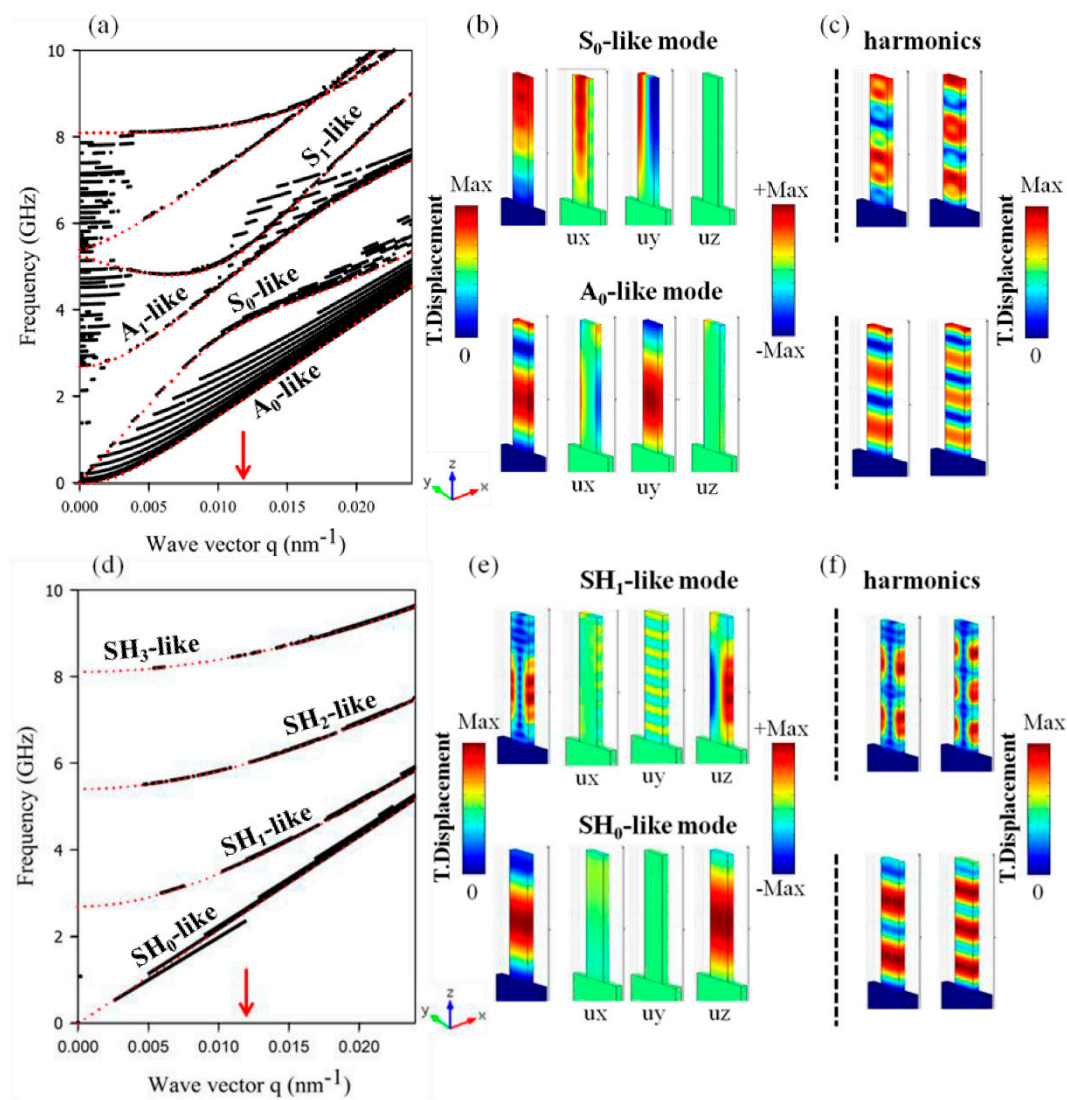 (a)
10
8
6
4
2
0
Frequency (GHz)
S₁-like
A₁-like
S₀-like
A₀-like
0.000 0.005 0.010 0.015 0.020
Wave vector q (nm⁻¹)
(b)
S₀-like mode
Max
T.Displacement
0
ux uy uz
+Max
-Max
A₀-like mode
ux uy uz
z
y x
(c)
harmonics
Max
T.Displacement
0
(d)
10
8
6
4
2
0
Frequency (GHz)
SH₃-like
SH₂-like
SH₁-like
SH₀-like
0.000 0.005 0.010 0.015 0.020
Wave vector q (nm⁻¹)
(e)
SH₁-like mode
Max
T.Displacement
0
ux uy uz
+Max
-Max
SH₀-like mode
ux uy uz
z
y x
(f)
harmonics
Max
T.Displacement
0